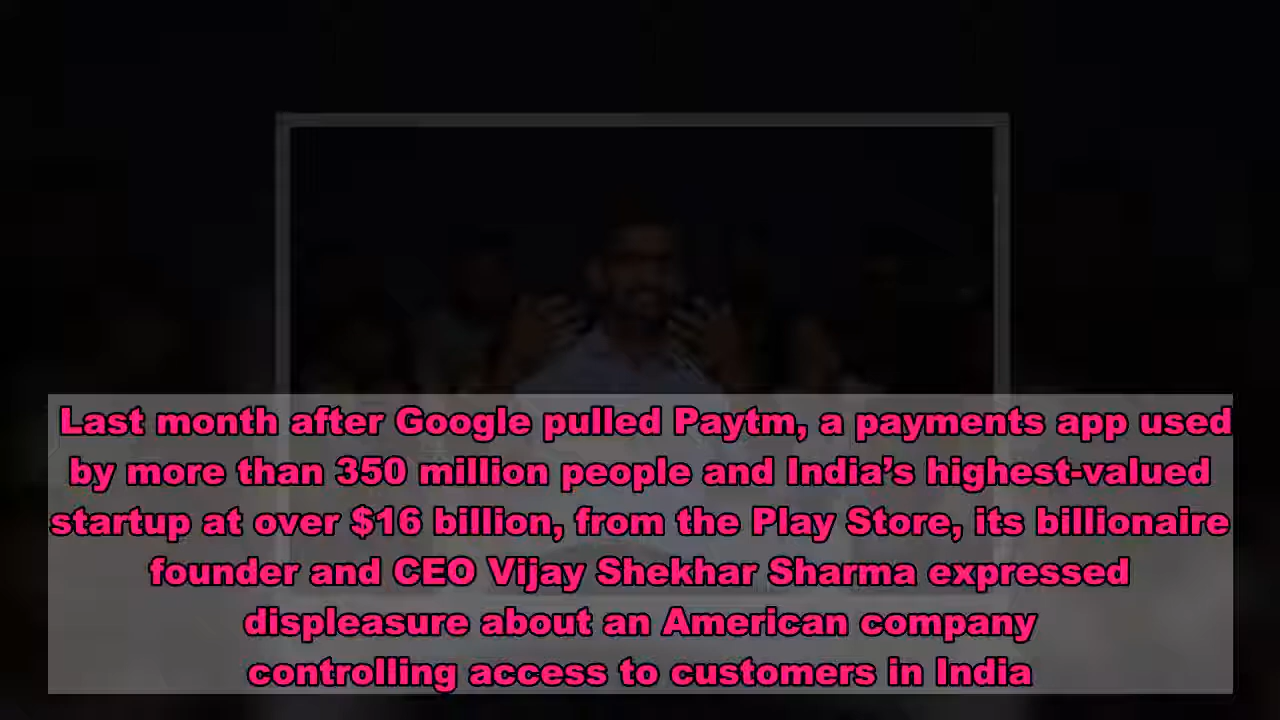 Last month after Google pulled Paytm, a payments app used
by more than 350 million people and India’s highest-valued
startup at over $16 billion, from the Play Store, its billionaire
founder and CEO Vijay Shekhar Sharma expressed
displeasure about an American company
controlling access to customers in India